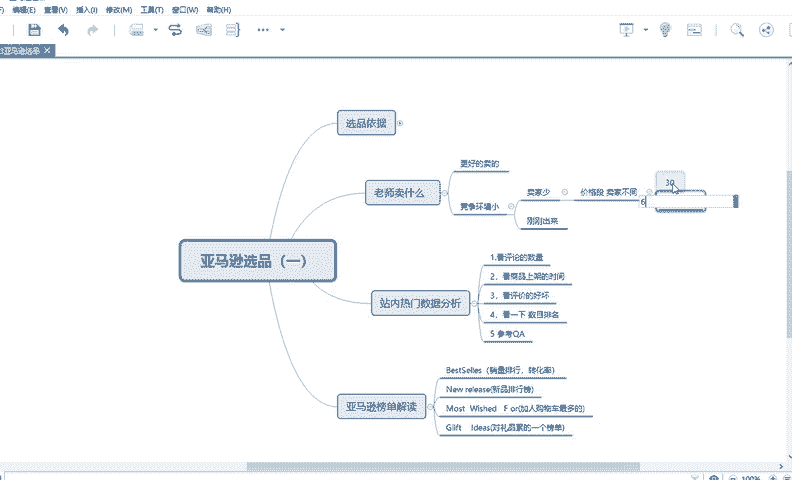 编辑(E) 查看(V) 插入(I) 修改(M) 工具(T) 窗口(W) 帮助(H)
亚马逊选品
选品依据
更好的卖的
老师卖什么
卖家少
价格段 卖家不同
30
6
竞争环境小
刚刚出来
亚马逊选品（一）
1.看评论的数量
2、看商品上架的时间
站内热门数据分析
3、看评价的好坏
4、看一下 数目排名
5 参考QA
BestSelles（销量排行，转化率）
New release(新品排行榜)
亚马逊榜单解读
Most Wished F or(加入购物车最多的)
Glift Ideas(对礼品累的一个榜单)
100%